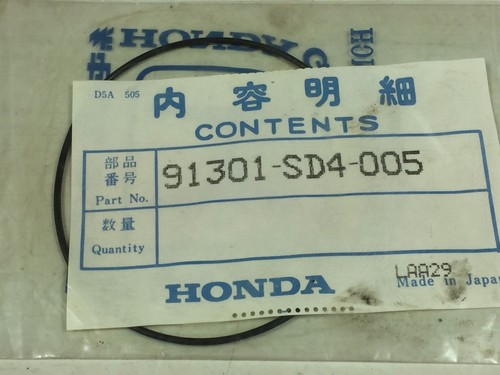 HONDA
D5A 505
内容明細
CONTENTS
部品
番号
Part No.
91301-SD4-005
数量
Quantity
LAA29
HONDA
Made in Japan